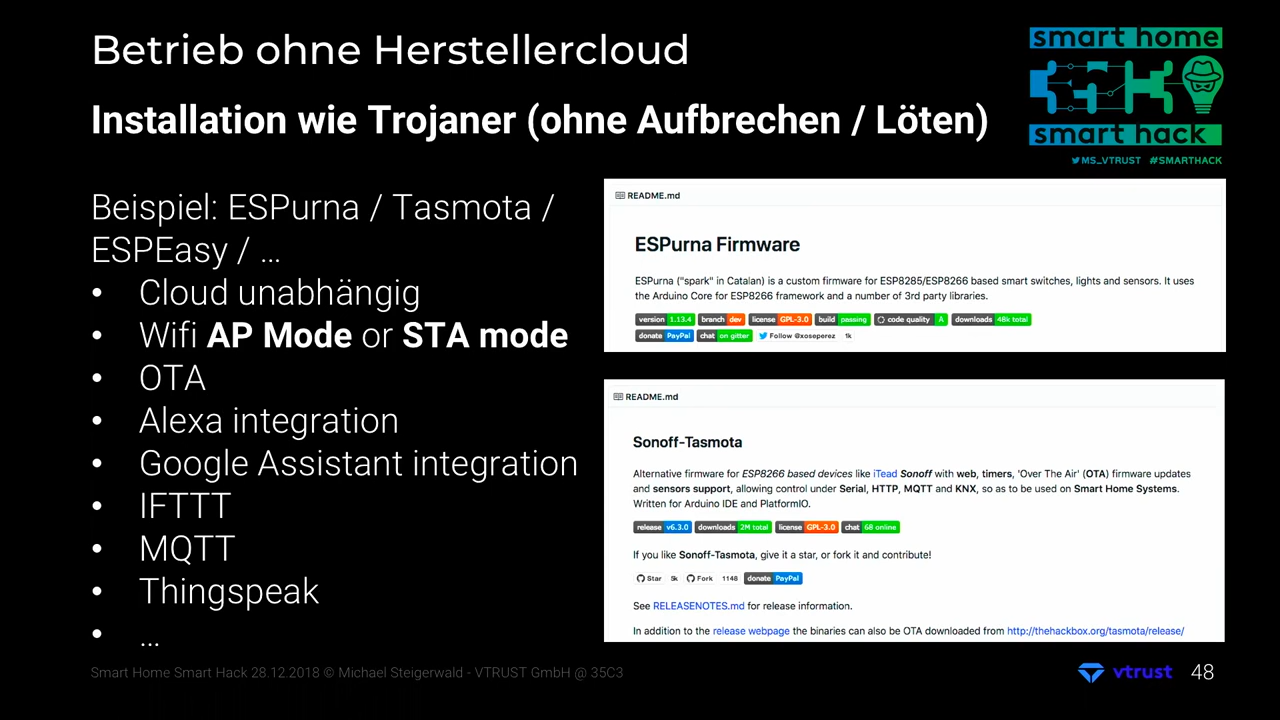 Betrieb ohne Herstellercloud
Installation wie Trojaner (ohne Aufbrechen / Löten)
smart home
smart hack
MS_VTRUST #SMARTHACK
Beispiel: ESPurna / Tasmota /
ESPEasy / ...
• Cloud unabhängig
• Wifi AP Mode or STA mode
• OTA
• Alexa integration
• Google Assistant integration
• IFTTT
• MQTT
• Thingspeak
• ...
README.md
ESPurna Firmware
ESPurna ("spark" in Catalan) is a custom firmware for ESP8285/ESP8266 based smart switches, lights and sensors. It uses
the Arduino Core for ESP8266 framework and a number of 3rd party libraries.
version 1.13.4 branch dev license GPL-3.0 build passing code quality A downloads 48k total
donate PayPal chat on gitter Follow @xoseperez 1k
README.md
Sonoff-Tasmota
Alternative firmware for ESP8266 based devices like iTead Sonoff with web, timers, 'Over The Air' (OTA) firmware updates
and sensors support, allowing control under Serial, HTTP, MQTT and KNX, so as to be used on Smart Home Systems.
Written for Arduino IDE and PlatformIO.
release v6.3.0 downloads 2M total license GPL-3.0 chat 68 online
If you like Sonoff-Tasmota, give it a star, or fork it and contribute!
Star 5k Fork 1148 donate PayPal
See RELEASENOTES.md for release information.
In addition to the release webpage the binaries can also be OTA downloaded from http://thehackbox.org/tasmota/release/
Smart Home Smart Hack 28.12.2018 © Michael Steigerwald - VTRUST GmbH @ 35C3
vtrust 48